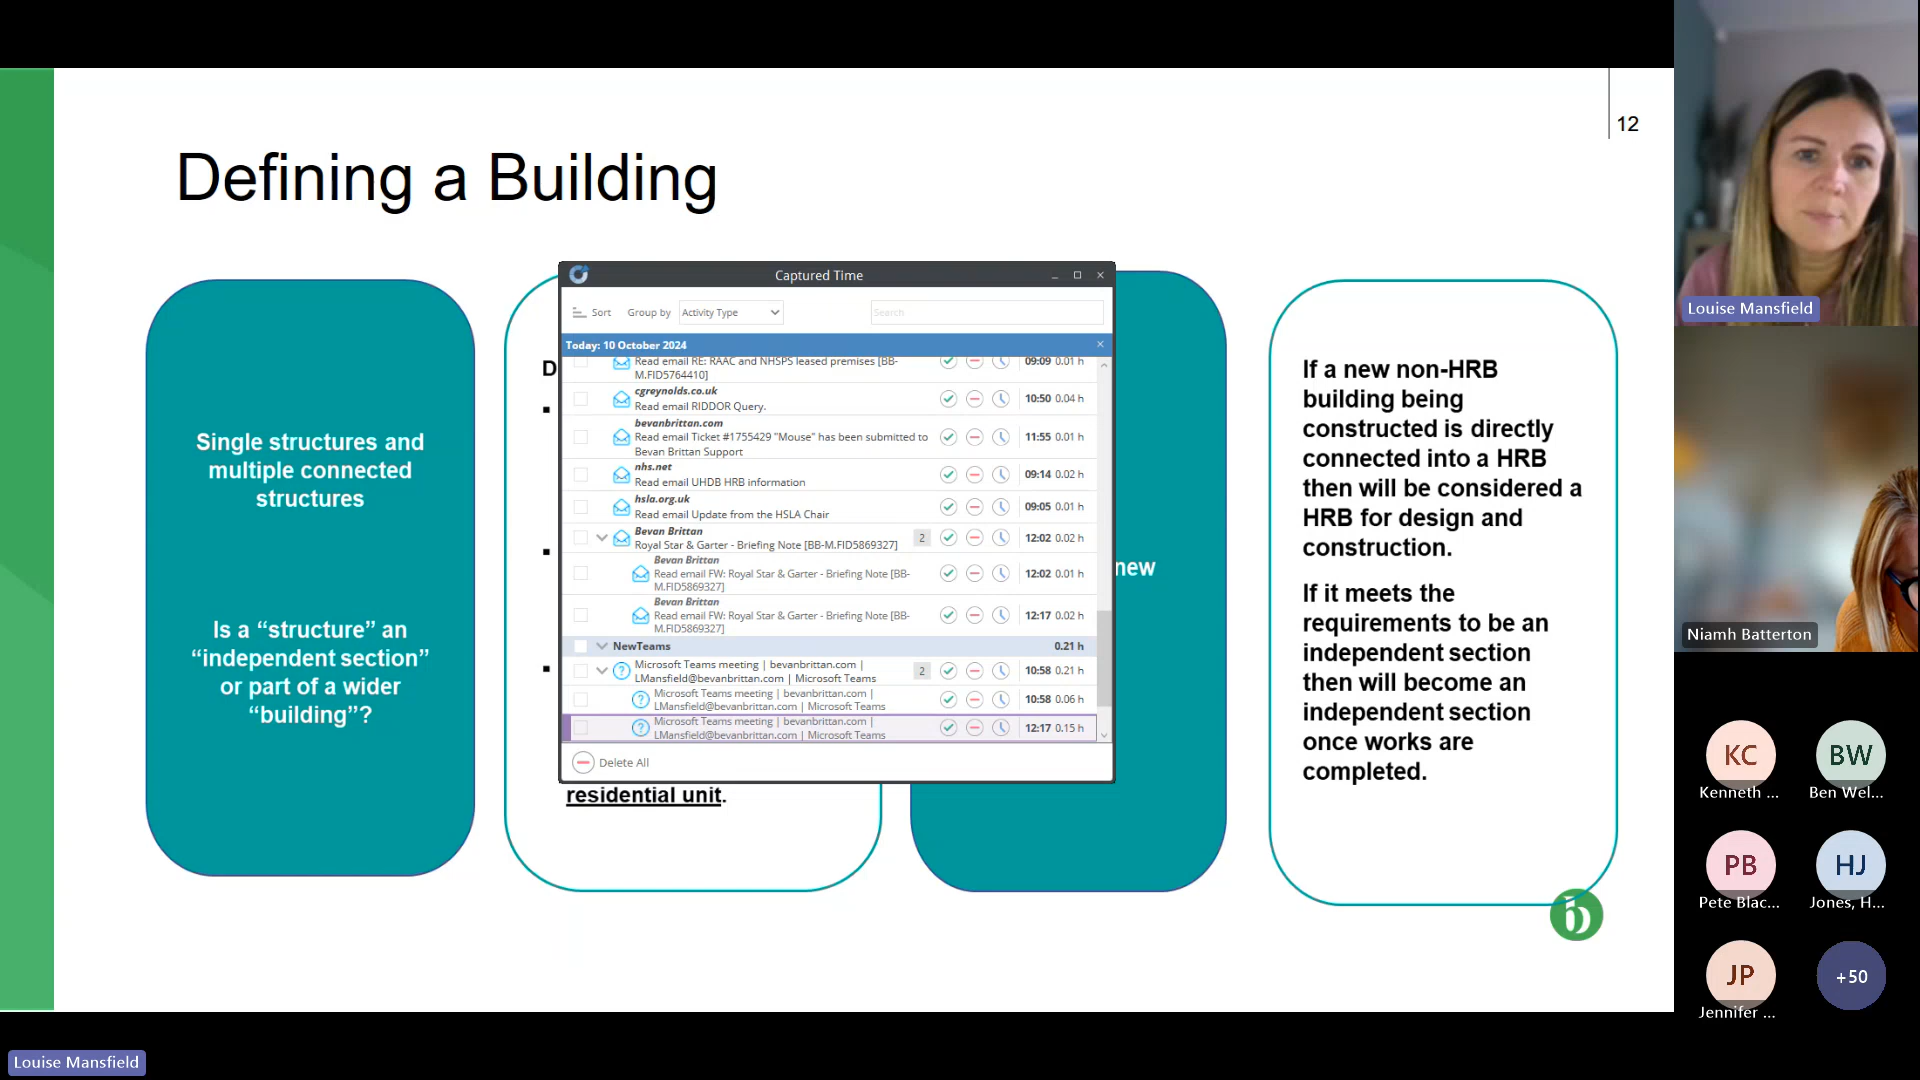 12
Defining a Building
Single structures and
multiple connected
structures
Is a “structure” an
“independent section”
or part of a wider
“building”?
D
residential unit.
new
If a new non-HRB
building being
constructed is directly
connected into a HRB
then will be considered a
HRB for design and
construction.
If it meets the
requirements to be an
independent section
then will become an
independent section
once works are
completed.
Captured Time
Sort Group by Activity Type Search
Today: 10 October 2024
Read email RE: RAAC and NHSPS leased premises [BB-
M.FID5764410]
09:09 0.01 h
cgreynolds.co.uk
Read email RIDDOR Query.
10:50 0.04 h
bevanbrittan.com
Read email Ticket #1755429 "Mouse" has been submitted to
Bevan Brittan Support
11:55 0.01 h
nhs.net
Read email UHDB HRB information
09:14 0.02 h
hsla.org.uk
Read email Update from the HSLA Chair
09:05 0.01 h
Bevan Brittan
Royal Star & Garter - Briefing Note [BB-M.FID5869327]
2
12:02 0.02 h
Bevan Brittan
Read email FW: Royal Star & Garter - Briefing Note [BB-
M.FID5869327]
12:02 0.01 h
Bevan Brittan
Read email FW: Royal Star & Garter - Briefing Note [BB-
M.FID5869327]
12:17 0.02 h
NewTeams 0.21 h
Microsoft Teams meeting | bevanbrittan.com |
LMansfield@bevanbrittan.com | Microsoft Teams
2
10:58 0.21 h
Microsoft Teams meeting | bevanbrittan.com |
LMansfield@bevanbrittan.com | Microsoft Teams
10:58 0.06 h
Microsoft Teams meeting | bevanbrittan.com |
LMansfield@bevanbrittan.com | Microsoft Teams
12:17 0.15 h
Delete All
b
Louise Mansfield
Niamh Batterton
KC
Kenneth ...
BW
Ben Wel...
PB
Pete Blac...
HJ
Jones, H...
JP
Jennifer ...
+50
Louise Mansfield